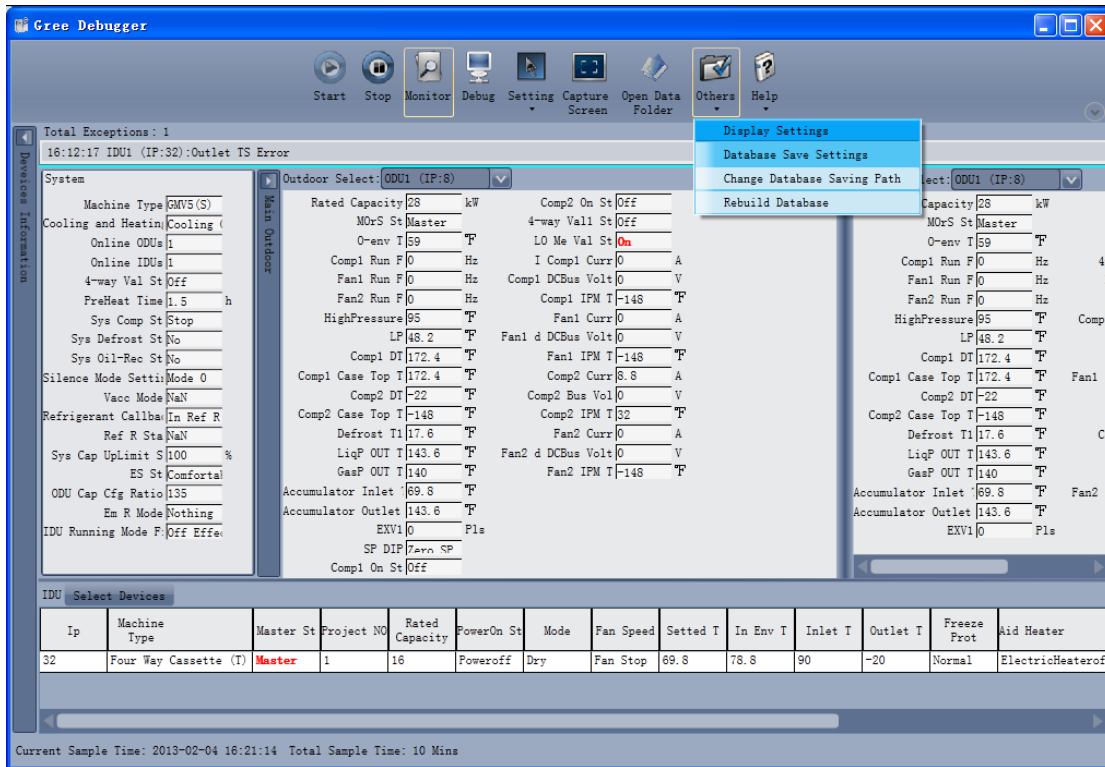 Gree Debugger
Start Stop Monitor Debug Setting Capture Screen Open Data Folder Others Help
Display Settings
Database Save Settings
Change Database Saving Path
Rebuild Database
Total Exceptions: 1
16:12:17 IDU1 (IP:32):Outlet TS Error
Deveices Information
System
Machine Type GMV5(S)
Cooling and Heatin Cooling (
Online ODUs 1
Online IDUs 1
4-way Val St Off
PreHeat Time 1.5 h
Sys Comp St Stop
Sys Defrost St No
Sys Oil-Rec St No
Silence Mode Setti Mode 0
Vacc Mode NaN
Refrigerant Callba In Ref R
Ref R Sta NaN
Sys Cap UpLimit S 100 %
ES St Comforta
ODU Cap Cfg Ratio 135
Em R Mode Nothing
IDU Running Mode F Off Effe
Main Outdoor
Outdoor Select: ODU1 (IP:8)
Rated Capacity 28 kW
MOrS St Master
O-env T 59 ℉
Comp1 Run F 0 Hz
Fan1 Run F 0 Hz
Fan2 Run F 0 Hz
HighPressure 95 ℉
LP 48.2 ℉
Comp1 DT 172.4 ℉
Comp1 Case Top T 172.4 ℉
Comp2 DT -22 ℉
Comp2 Case Top T -148 ℉
Defrost T1 17.6 ℉
LiqP OUT T 143.6 ℉
GasP OUT T 140 ℉
Accumulator Inlet 69.8 ℉
Accumulator Outlet 143.6 ℉
EXV1 0 Pls
SP DIP Zero SP
Comp1 On St Off
Comp2 On St Off
4-way Val1 St Off
LO Me Val St On
I Comp1 Curr 0 A
Comp1 DCBus Volt 0 V
Comp1 IPM T -148 ℉
Fan1 Curr 0 A
Fan1 d DCBus Volt 0 V
Fan1 IPM T -148 ℉
Comp2 Curr 8.8 A
Comp2 Bus Vol 0 V
Comp2 IPM T 32 ℉
Fan2 Curr 0 A
Fan2 d DCBus Volt 0 V
Fan2 IPM T -148 ℉
lect: ODU1 (IP:8)
Capacity 28 kW
MOrS St Master
O-env T 59 ℉
Comp1 Run F 0 Hz 4
Fan1 Run F 0 Hz
Fan2 Run F 0 Hz
HighPressure 95 ℉ Comp
LP 48.2 ℉
Comp1 DT 172.4 ℉
Comp1 Case Top T 172.4 ℉ Fan1
Comp2 DT -22 ℉
Comp2 Case Top T -148 ℉
Defrost T1 17.6 ℉ C
LiqP OUT T 143.6 ℉
GasP OUT T 140 ℉
Accumulator Inlet 69.8 ℉ Fan2
Accumulator Outlet 143.6 ℉
EXV1 0 Pls
IDU Select Devices
Ip Machine Type Master St Project NO Rated Capacity PowerOn St Mode Fan Speed Setted T In Env T Inlet T Outlet T Freeze Prot Aid Heater
32 Four Way Cassette (T) Master 1 16 Poweroff Dry Fan Stop 69.8 78.8 90 -20 Normal ElectricHeaterof
Current Sample Time: 2013-02-04 16:21:14 Total Sample Time: 10 Mins